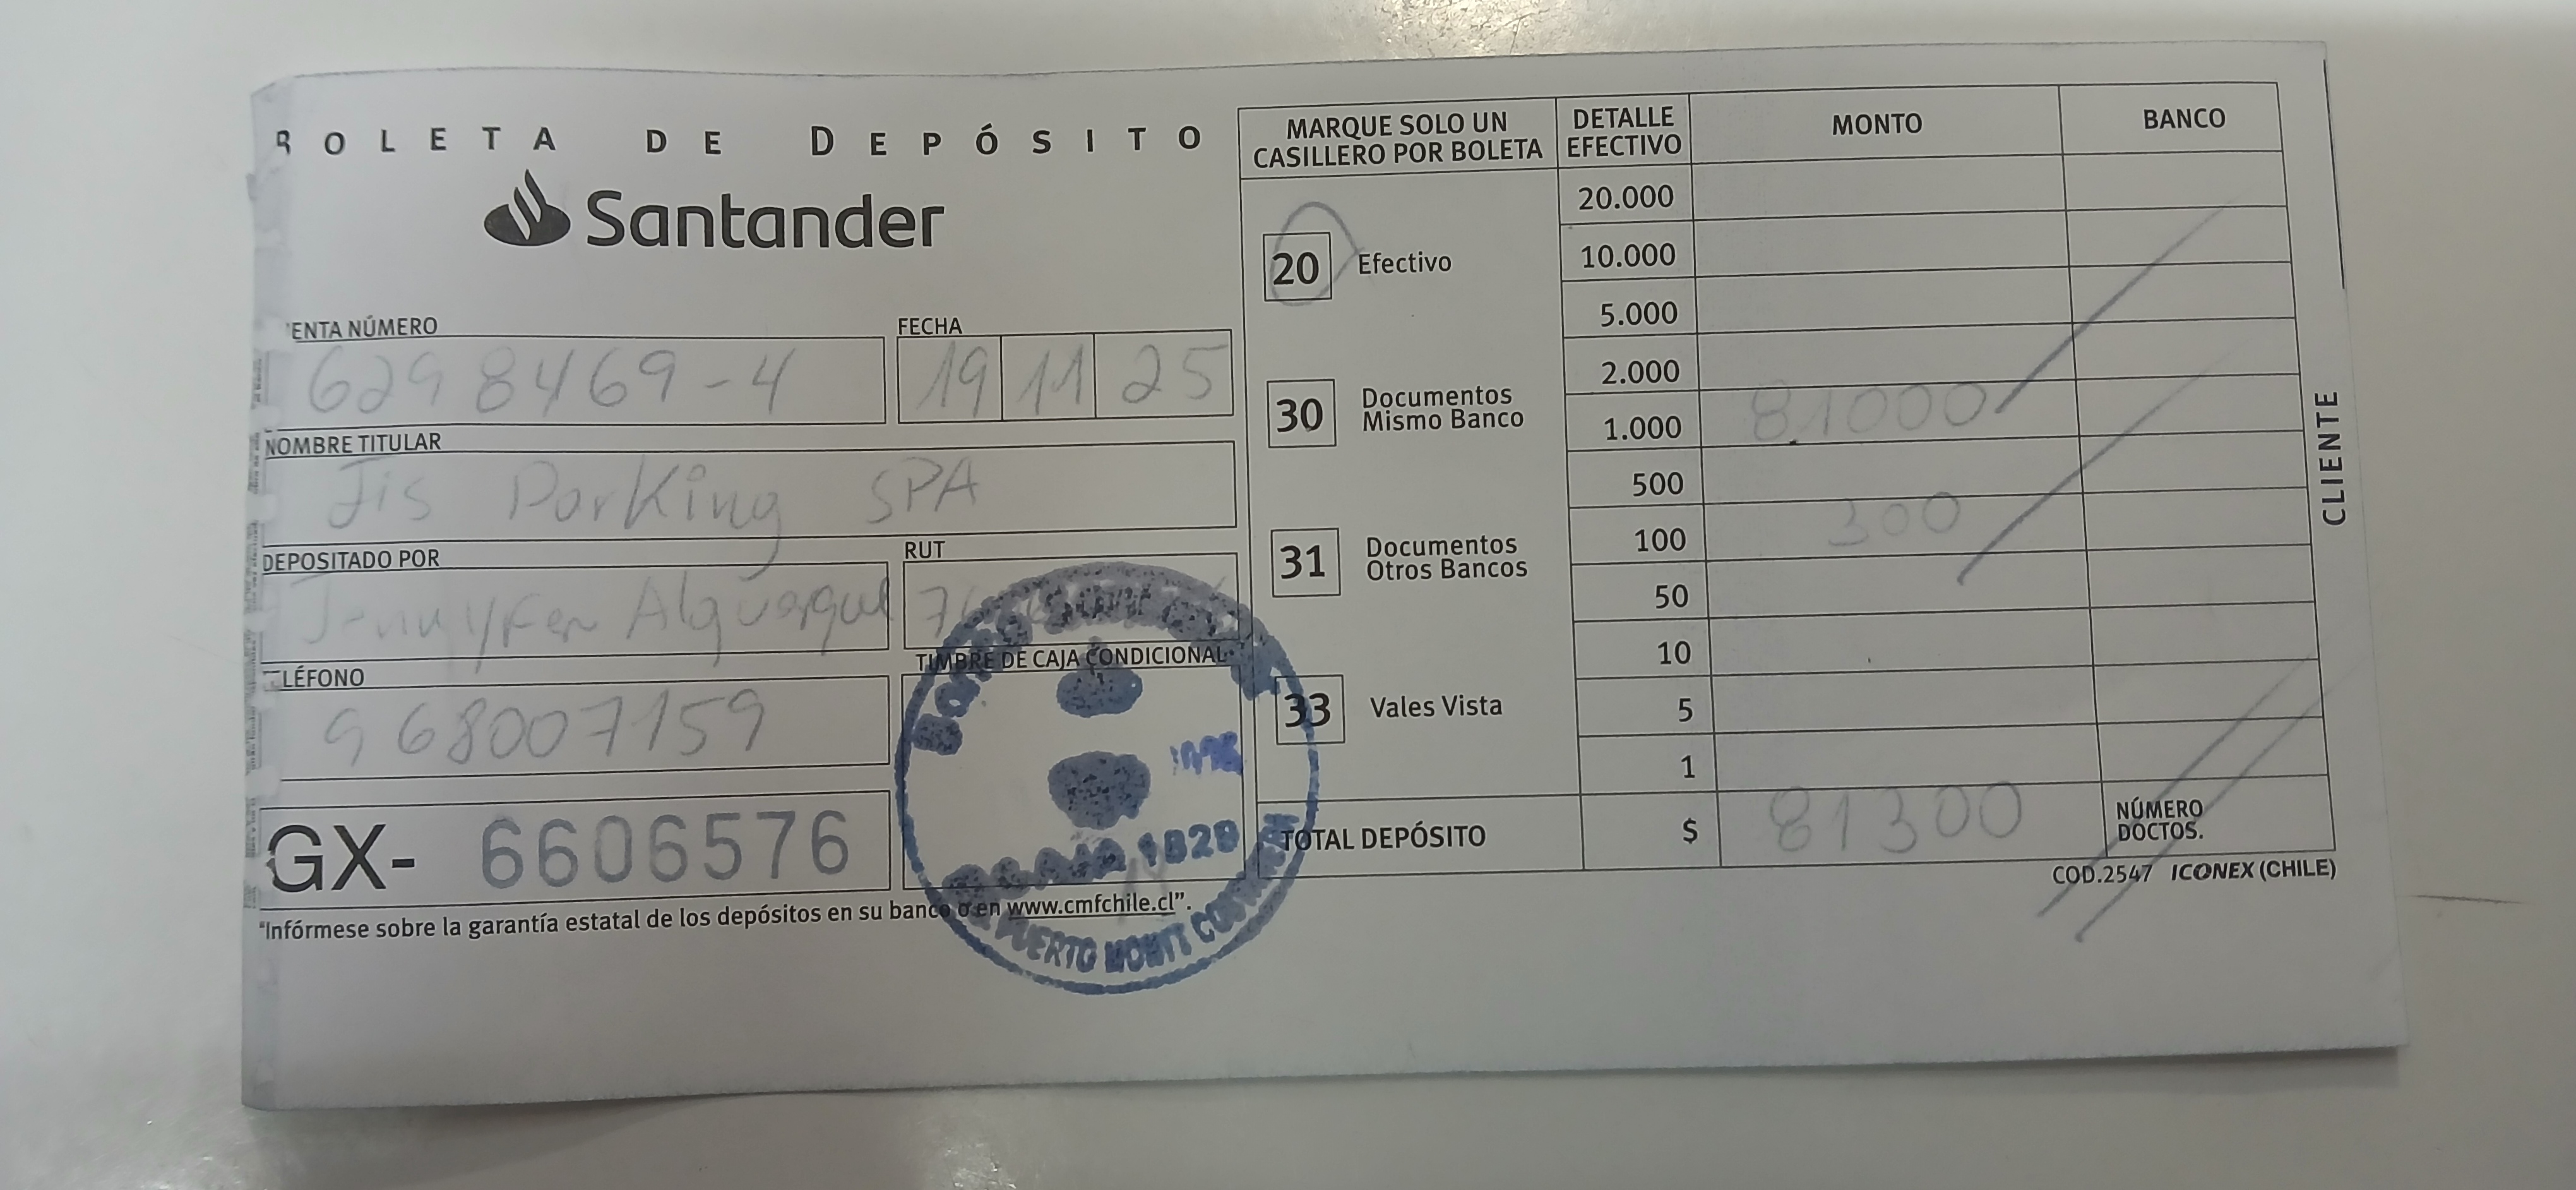 BOLETA DE DEPÓSITO
Santander
ENTA NÚMERO
6298469-4
FECHA
19 11 25
NOMBRE TITULAR
Jis Parking SPA
DEPOSITADO POR
Jennyfer Alquerque
RUT
TELÉFONO
968007159
TIMBRE DE CAJA CONDICIONAL
GX- 6606576
"Infórmese sobre la garantía estatal de los depósitos en su banco o en www.cmfchile.cl".
PUERTO MONTT
MARQUE SOLO UN
CASILLERO POR BOLETA
20 Efectivo
30 Documentos
Mismo Banco
31 Documentos
Otros Bancos
33 Vales Vista
DETALLE
EFECTIVO
MONTO
BANCO
20.000
10.000
5.000
2.000
1.000 81000
500
100 300
50
10
5
1
TOTAL DEPÓSITO $ 81300
NÚMERO
DOCTOS.
COD.2547 ICONEX (CHILE)
CLIENTE